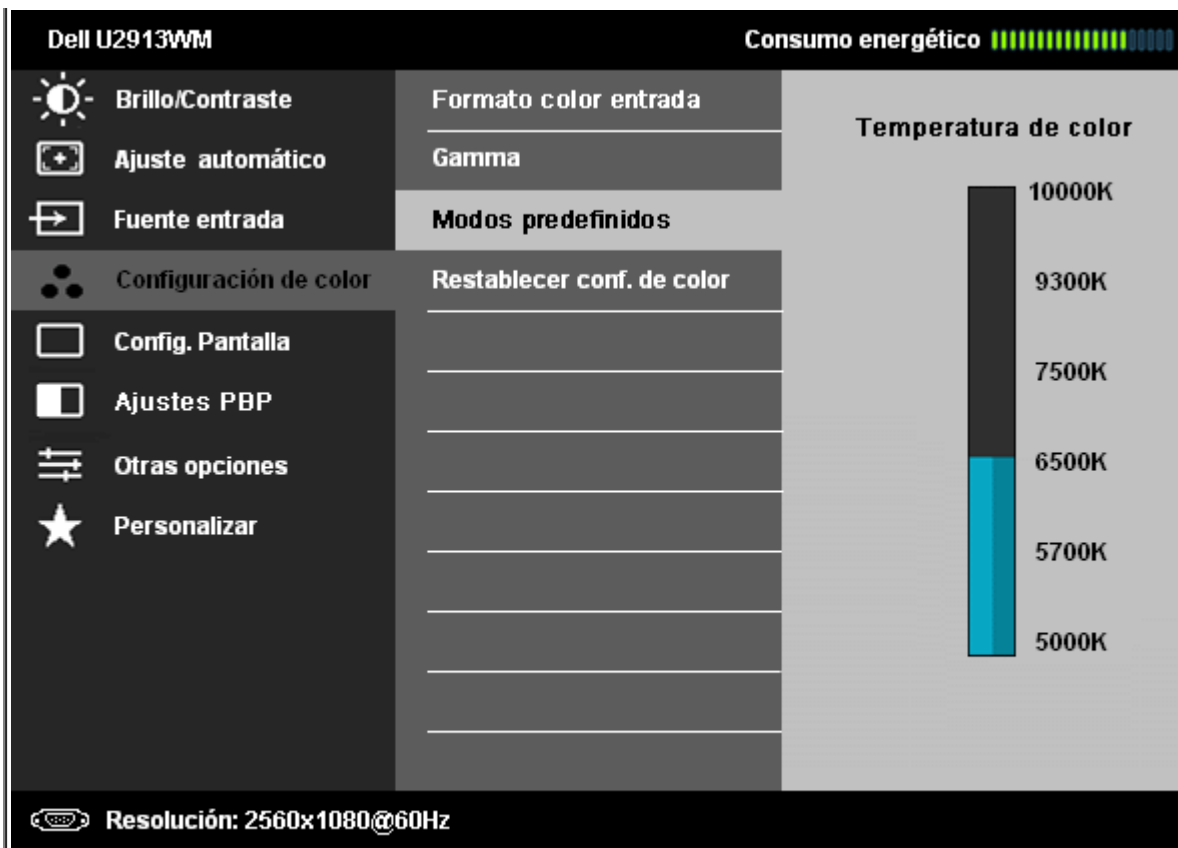 Dell U2913WM
Consumo energético
Brillo/Contraste
Ajuste automático
Fuente entrada
Configuración de color
Config. Pantalla
Ajustes PBP
Otras opciones
Personalizar
Formato color entrada
Gamma
Modos predefinidos
Restablecer conf. de color
Temperatura de color
10000K
9300K
7500K
6500K
5700K
5000K
Resolución: 2560x1080@60Hz